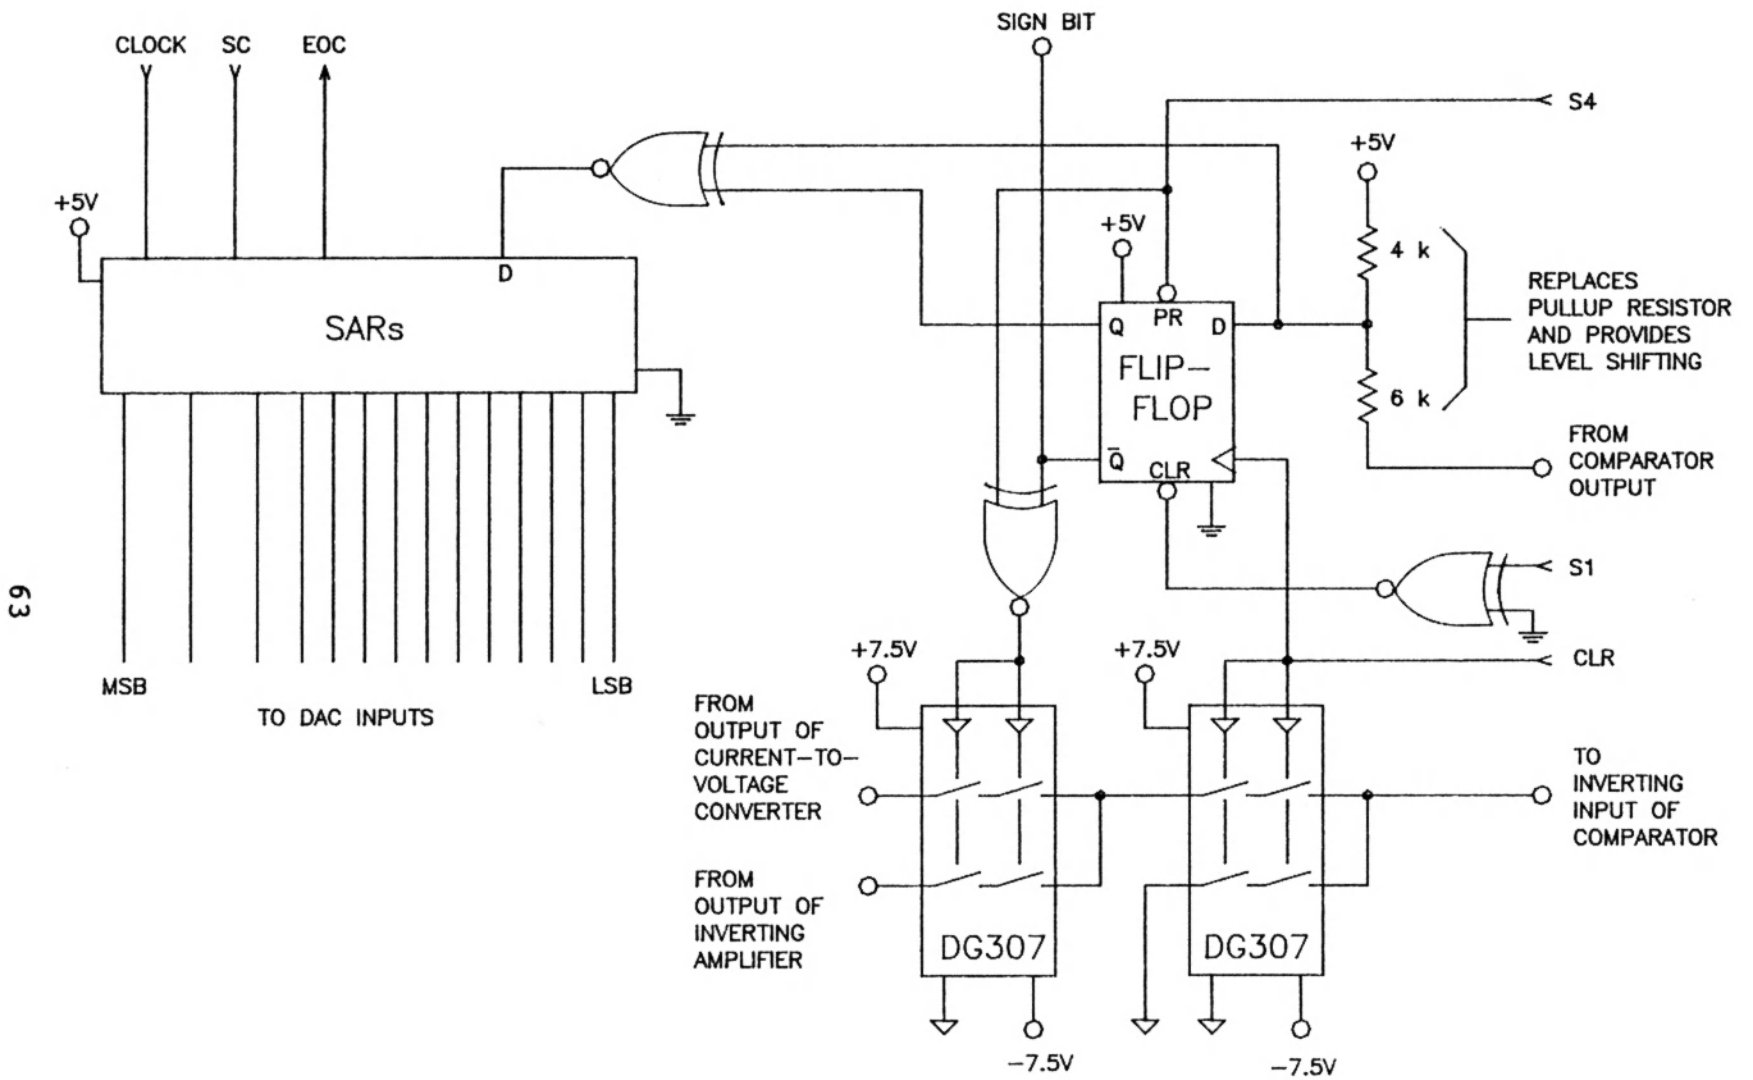 SIGN BIT
CLOCK SC EOC
S4
+5V
+5V
+5V
4 k
D
SARs
Q PR D
FLIP-
FLOP
Q̅ CLR
REPLACES
PULLUP RESISTOR
AND PROVIDES
LEVEL SHIFTING
6 k
FROM
COMPARATOR
OUTPUT
S1
63
CLR
+7.5V
+7.5V
MSB LSB
TO DAC INPUTS
FROM
OUTPUT OF
CURRENT-TO-
VOLTAGE
CONVERTER
TO
INVERTING
INPUT OF
COMPARATOR
FROM
OUTPUT OF
INVERTING
AMPLIFIER
DG307
DG307
-7.5V
-7.5V